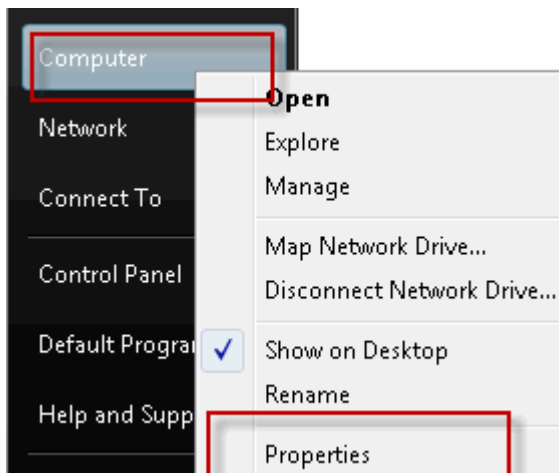 Computer
Network
Connect To
Control Panel
Default Progra
Help and Supp
Open
Explore
Manage
Map Network Drive...
Disconnect Network Drive...
Show on Desktop
Rename
Properties